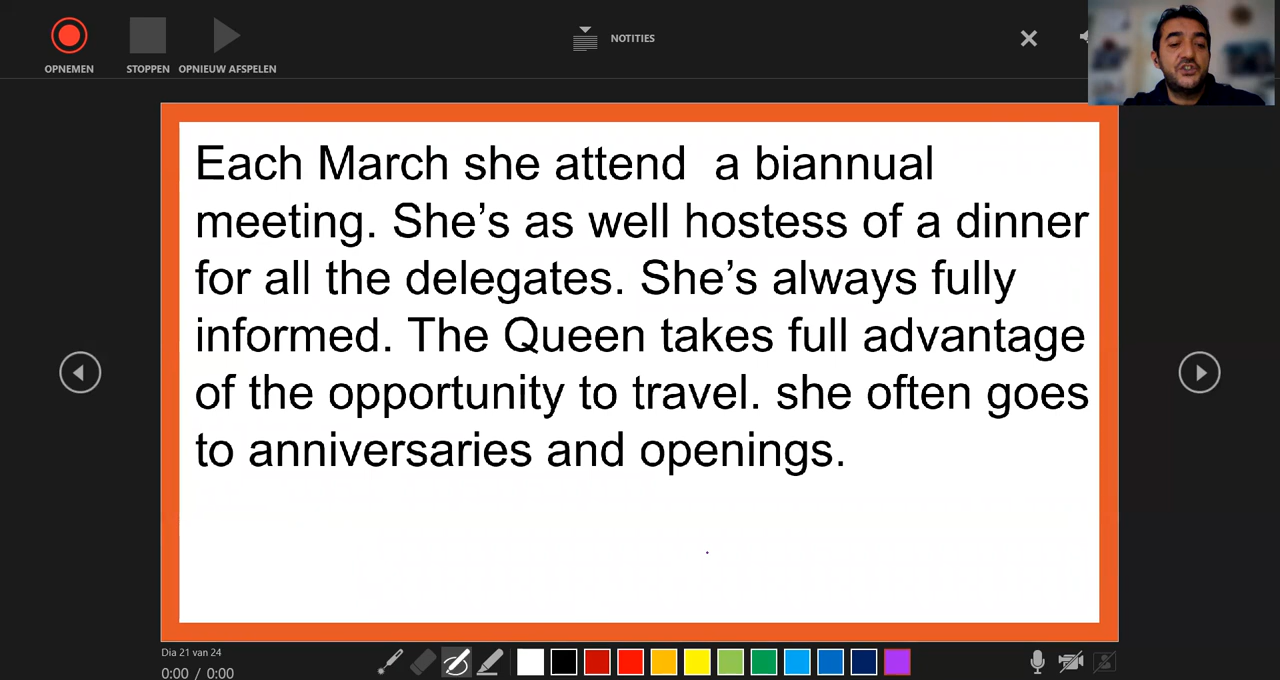 OPNEMEN
STOPPEN
OPNIEUW AFSPELEN
NOTITIES
Each March she attend  a biannual
meeting. She’s as well hostess of a dinner
for all the delegates. She’s always fully
informed. The Queen takes full advantage
of the opportunity to travel. she often goes
to anniversaries and openings.
Dia 21 van 24
0:00 / 0:00